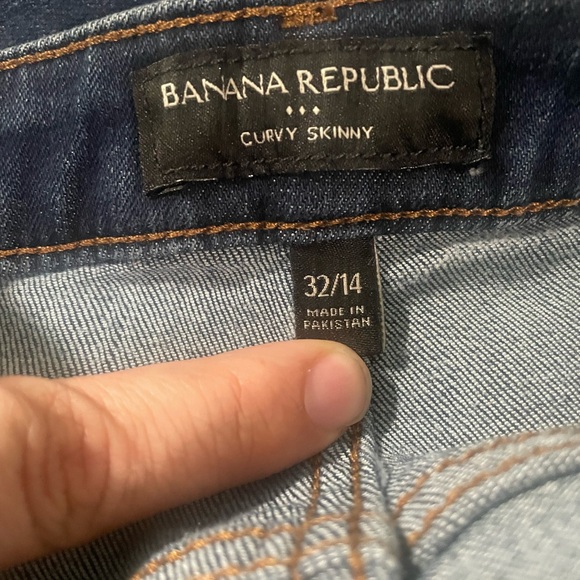 BANANA REPUBLIC
CURVY SKINNY
32/14
MADE IN
PAKISTAN